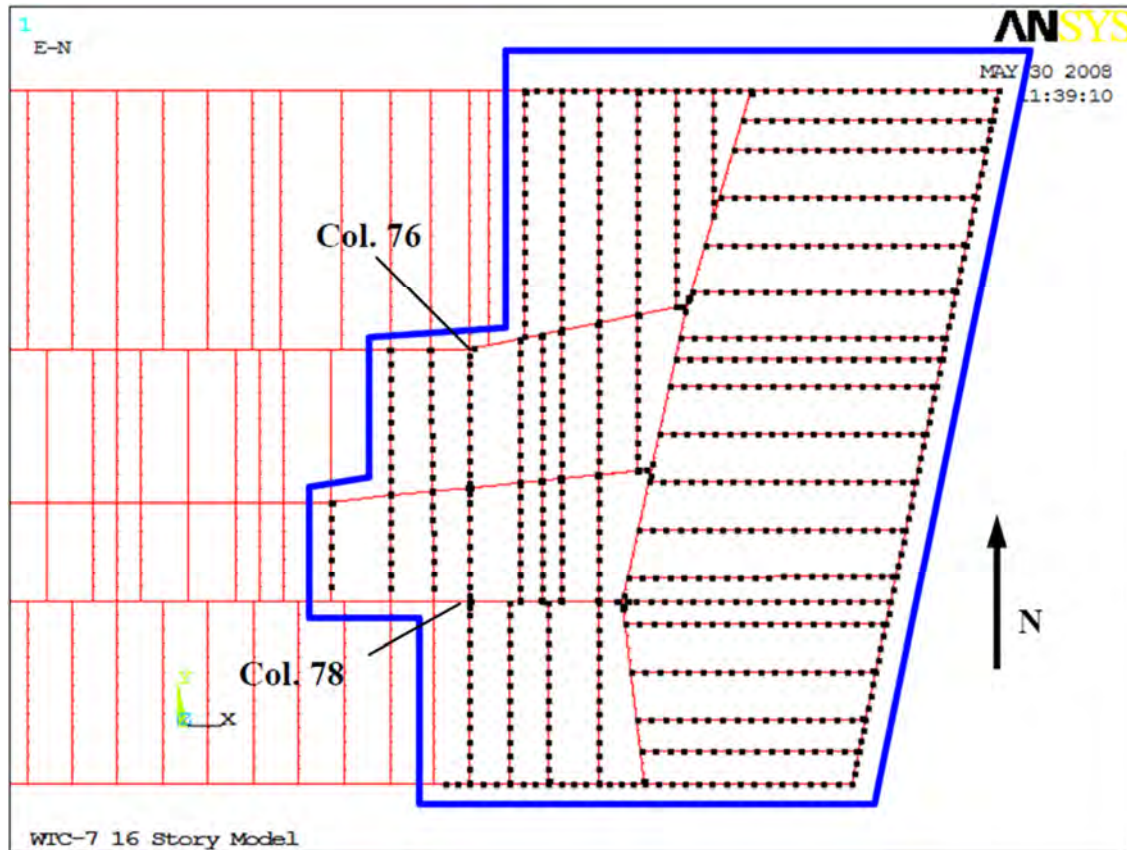 1
E-N
ANSYS
MAY 30 2008
11:39:10
Col. 76
N
Col. 78
Y
Z X
WTC-7 16 Story Model